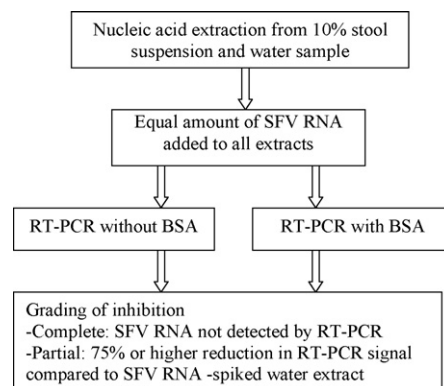 Nucleic acid extraction from 10% stool
suspension and water sample
Equal amount of SFV RNA
added to all extracts
RT-PCR without BSA
RT-PCR with BSA
Grading of inhibition
-Complete: SFV RNA not detected by RT-PCR
-Partial: 75% or higher reduction in RT-PCR signal
compared to SFV RNA -spiked water extract